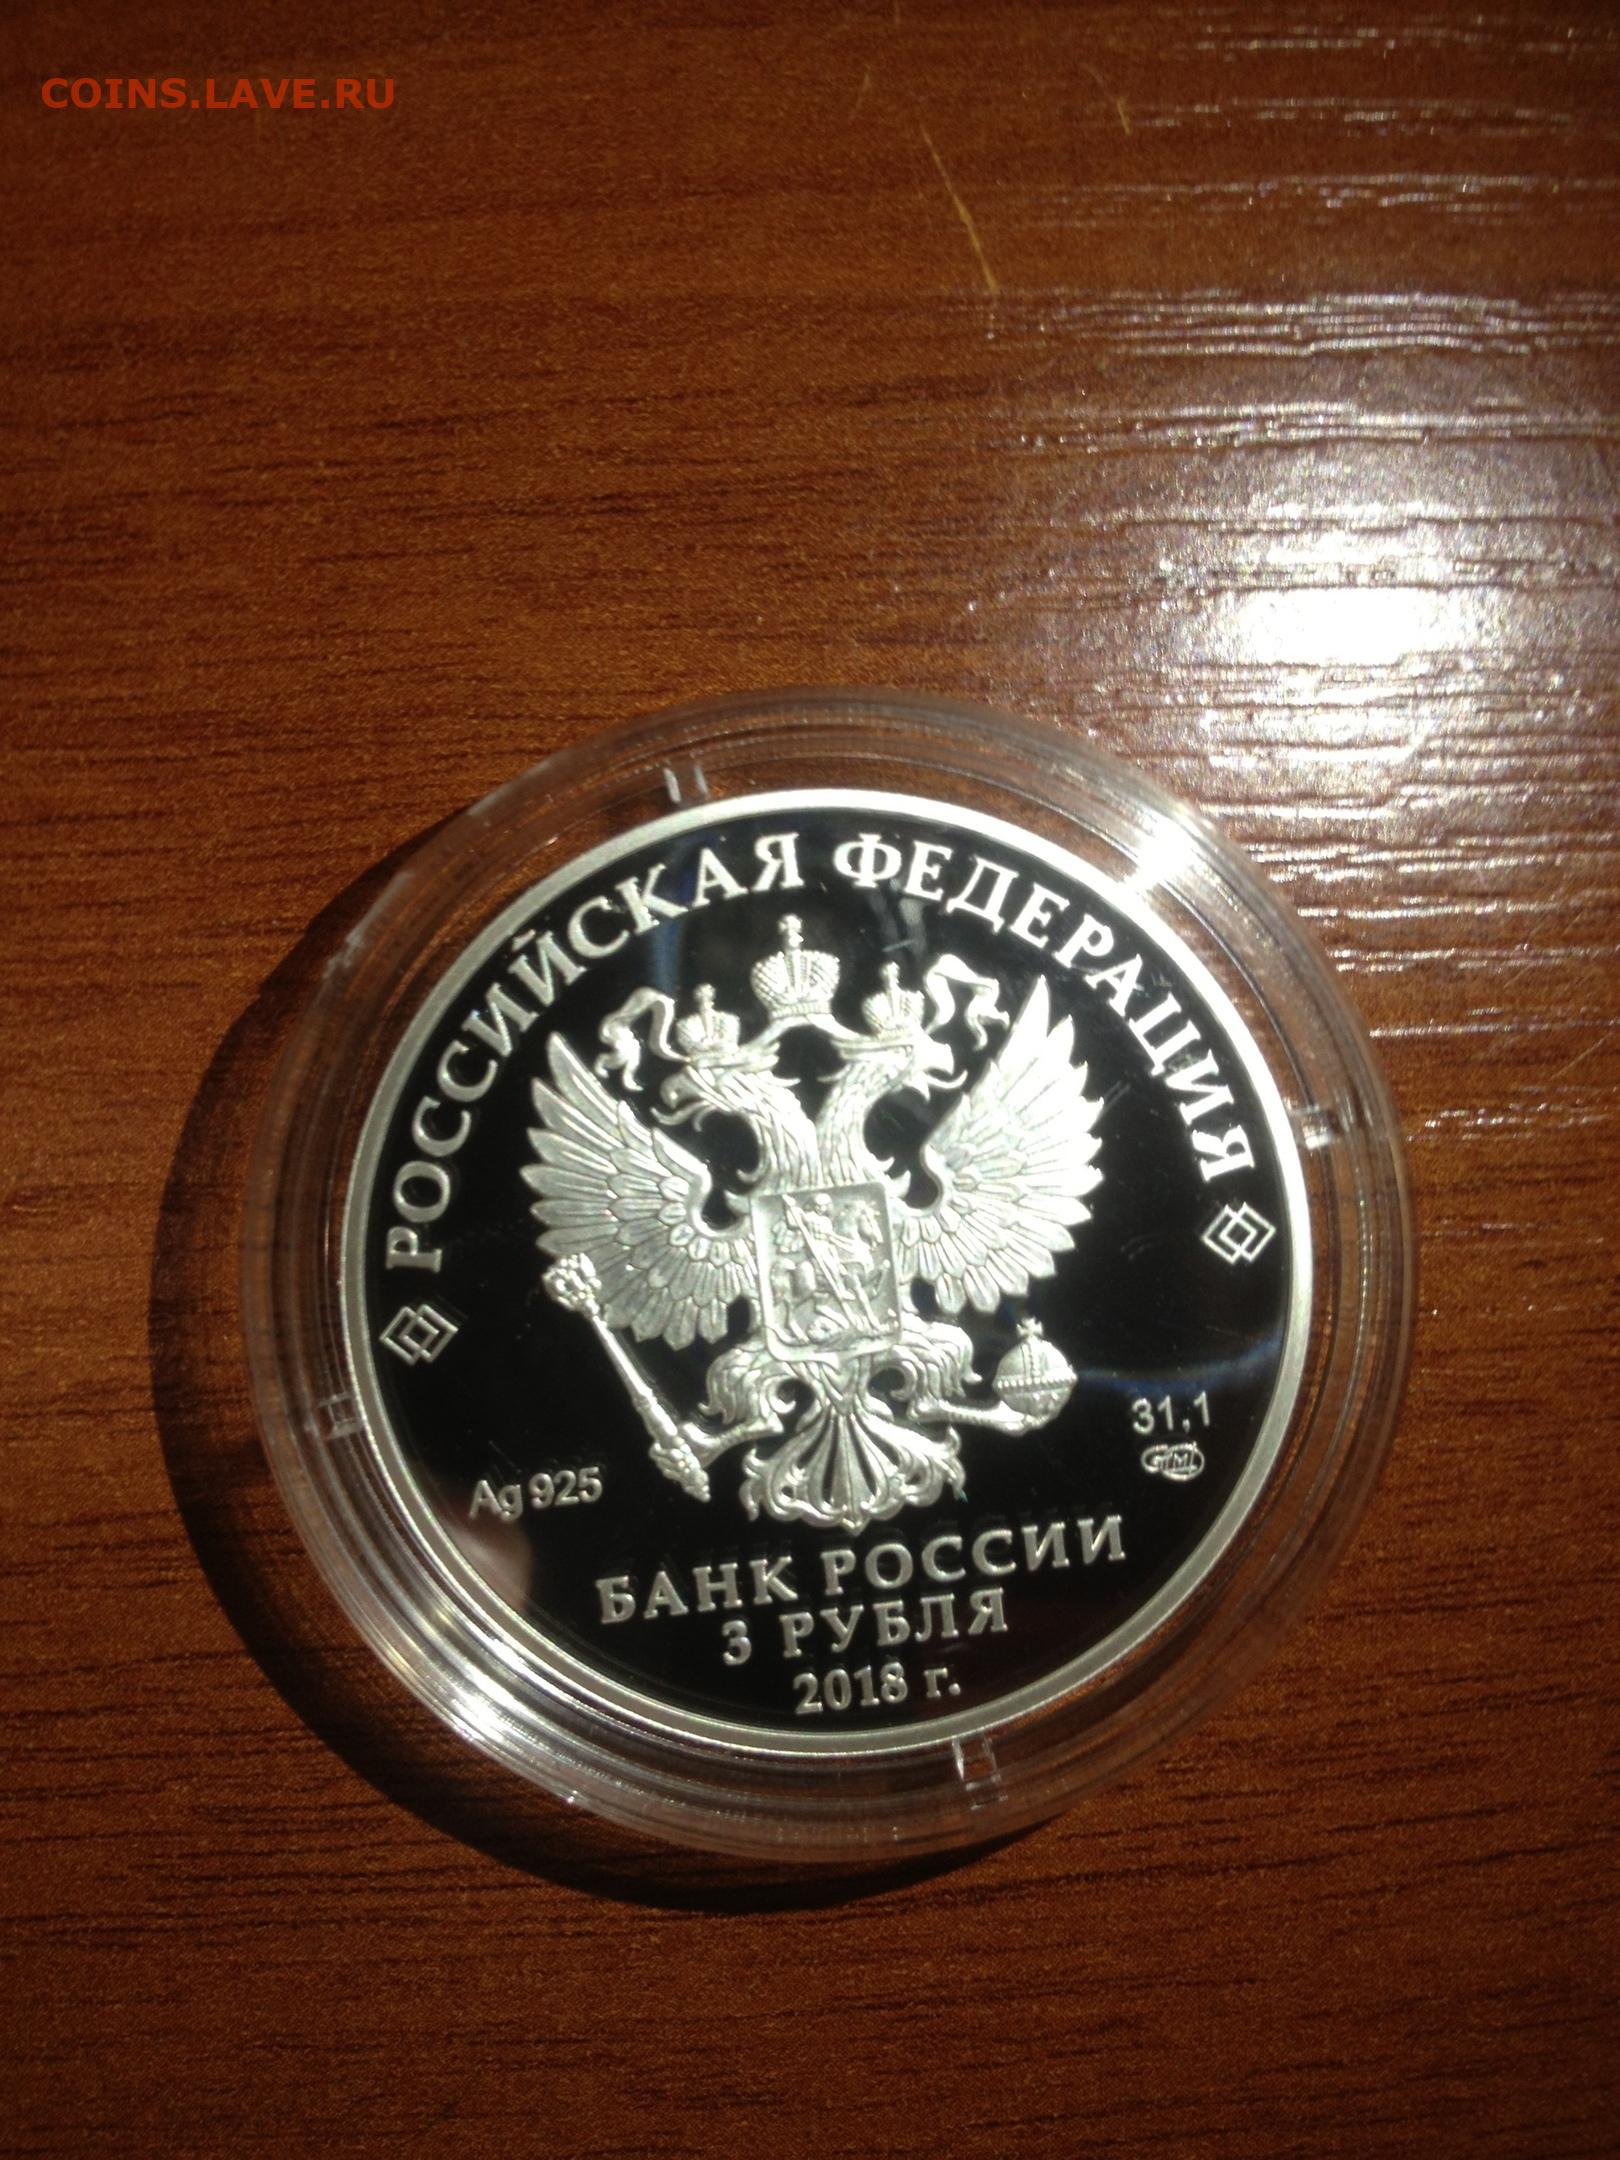 COINS.LAVE.RU
РОССИЙСКАЯ ФЕДЕРАЦИЯ
Ag 925
31,1
БАНК РОССИИ
3 РУБЛЯ
2018 г.